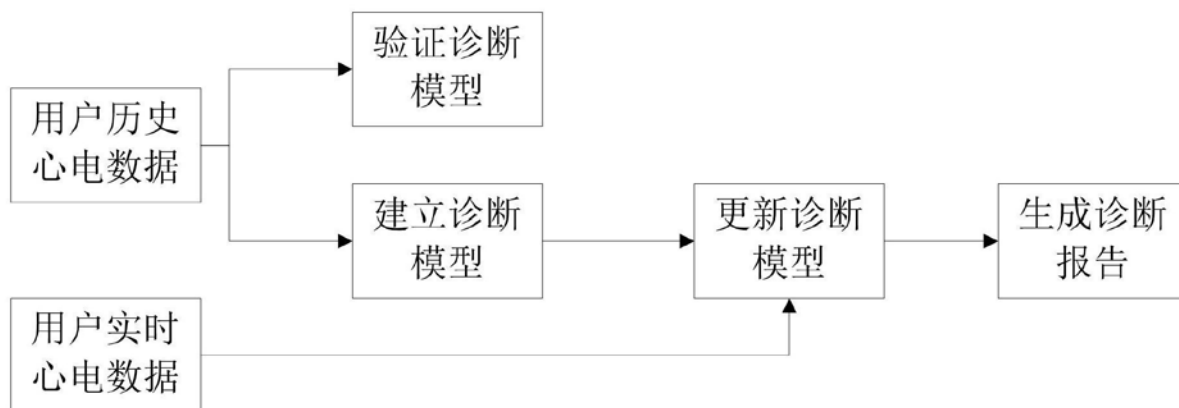 验证诊断
模型
用户历史
心电数据
建立诊断
模型
更新诊断
模型
生成诊断
报告
用户实时
心电数据